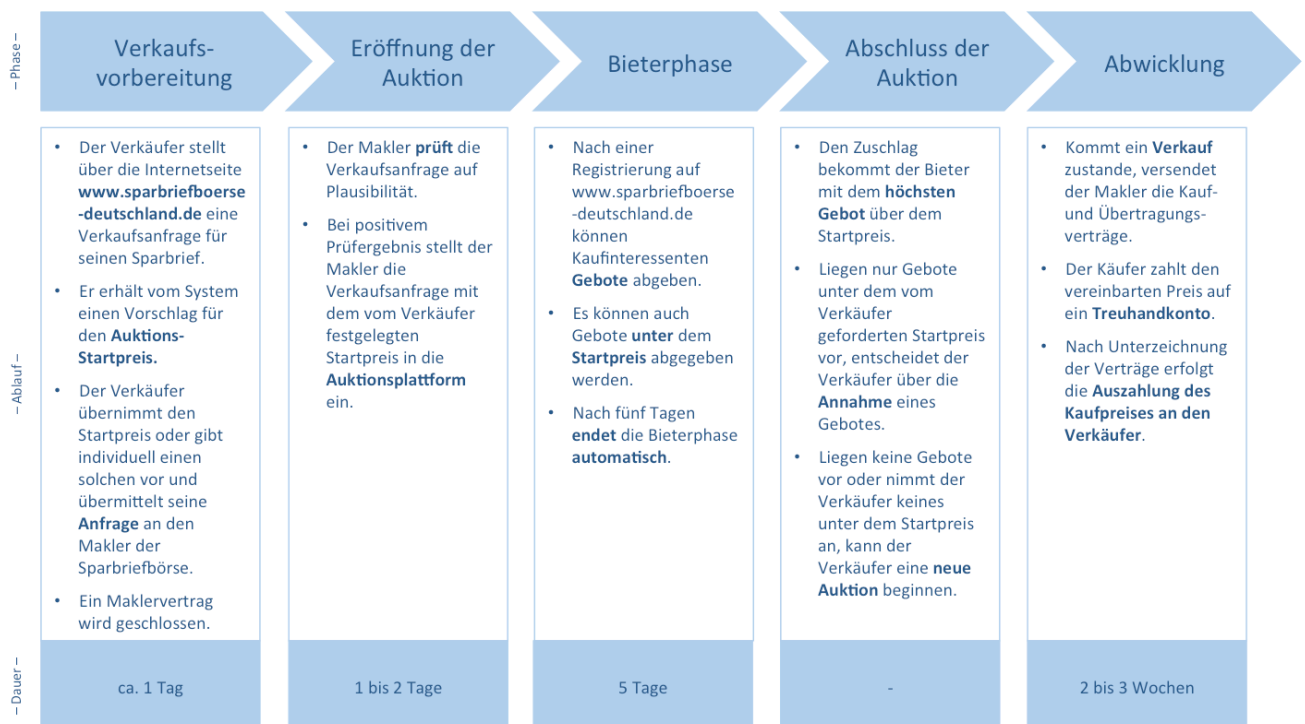 – Phase –
Verkaufs-
vorbereitung
Eröffnung der
Auktion
Bieterphase
Abschluss der
Auktion
Abwicklung
– Ablauf –
• Der Verkäufer stellt
über die Internetseite
www.sparbriefboerse
-deutschland.de eine
Verkaufsanfrage für
seinen Sparbrief.
• Er erhält vom System
einen Vorschlag für
den Auktions-
Startpreis.
• Der Verkäufer
übernimmt den
Startpreis oder gibt
individuell einen
solchen vor und
übermittelt seine
Anfrage an den
Makler der
Sparbriefbörse.
• Ein Maklervertrag
wird geschlossen.
• Der Makler prüft die
Verkaufsanfrage auf
Plausibilität.
• Bei positivem
Prüfergebnis stellt der
Makler die
Verkaufsanfrage mit
dem vom Verkäufer
festgelegten
Startpreis in die
Auktionsplattform
ein.
• Nach einer
Registrierung auf
www.sparbriefboerse
-deutschland.de
können
Kaufinteressenten
Gebote abgeben.
• Es können auch
Gebote unter dem
Startpreis abgegeben
werden.
• Nach fünf Tagen
endet die Bieterphase
automatisch.
• Den Zuschlag
bekommt der Bieter
mit dem höchsten
Gebot über dem
Startpreis.
• Liegen nur Gebote
unter dem vom
Verkäufer
geforderten Startpreis
vor, entscheidet der
Verkäufer über die
Annahme eines
Gebotes.
• Liegen keine Gebote
vor oder nimmt der
Verkäufer keines
unter dem Startpreis
an, kann der
Verkäufer eine neue
Auktion beginnen.
• Kommt ein Verkauf
zustande, versendet
der Makler die Kauf-
und Übertragungs-
verträge.
• Der Käufer zahlt den
vereinbarten Preis auf
ein Treuhandkonto.
• Nach Unterzeichnung
der Verträge erfolgt
die Auszahlung des
Kaufpreises an den
Verkäufer.
– Dauer –
ca. 1 Tag
1 bis 2 Tage
5 Tage
-
2 bis 3 Wochen